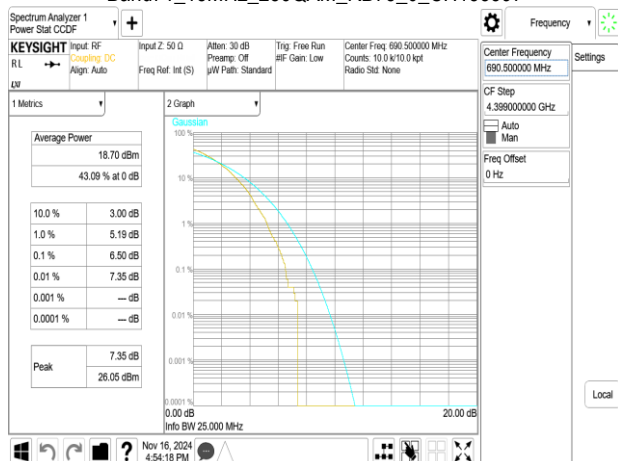 Spectrum Analyzer 1
Power Stat CCDF
Frequency
KEYSIGHT
RL
Input: RF
Coupling: DC
Align: Auto
Input Z: 50 Ω
Freq Ref: Int (S)
Atten: 30 dB
Preamp: Off
µW Path: Standard
Trig: Free Run
#IF Gain: Low
Center Freq: 690.500000 MHz
Counts: 10.0 k/10.0 kpt
Radio Std: None
Center Frequency
690.500000 MHz
Settings
CF Step
4.399000000 GHz
Auto
Man
Freq Offset
0 Hz
1 Metrics
2 Graph
Average Power
18.70 dBm
43.09 % at 0 dB
10.0 % 3.00 dB
1.0 % 5.19 dB
0.1 % 6.50 dB
0.01 % 7.35 dB
0.001 % --- dB
0.0001 % --- dB
Peak
7.35 dB
26.05 dBm
Gaussian
100 %
10 %
1 %
0.1 %
0.01 %
0.001 %
0.0001 %
0.00 dB 20.00 dB
Info BW 25.000 MHz
Local
?
Nov 16, 2024
4:54:18 PM